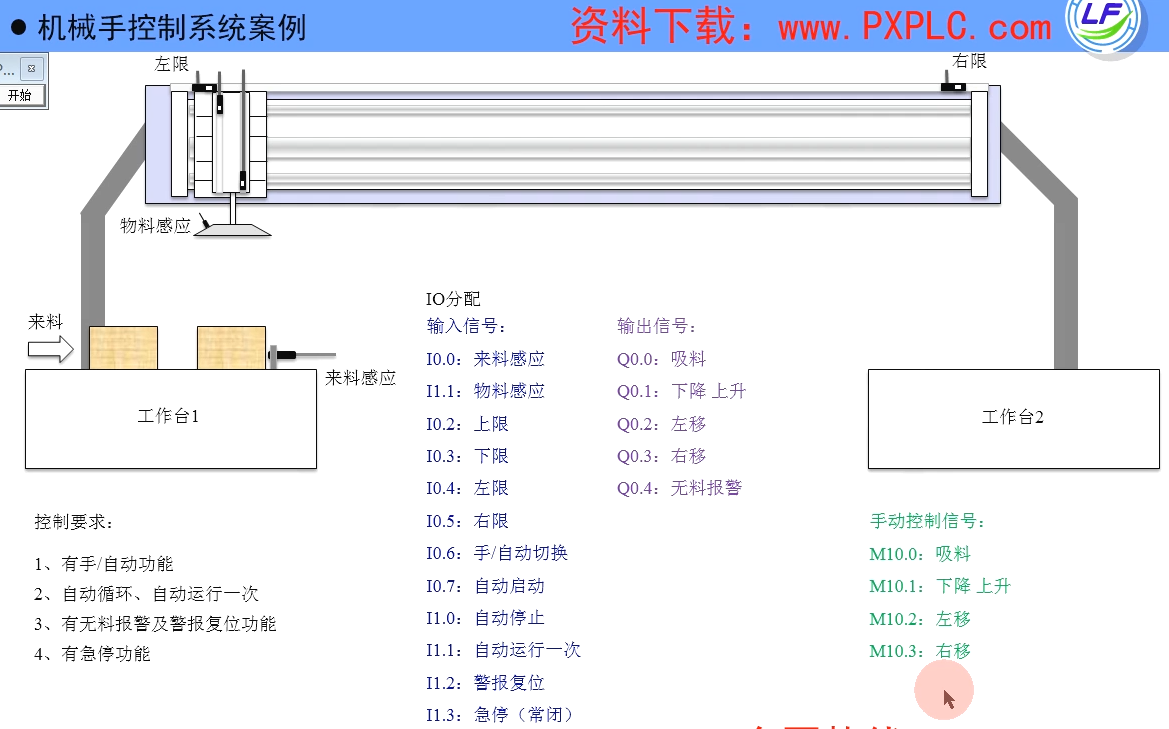 ● 机械手控制系统案例
资料下载：www.PXPLC.com
LF
P...
开始
左限
右限
物料感应
来料
来料感应
工作台1
工作台2
IO分配
输入信号：
I0.0：来料感应
I1.1：物料感应
I0.2：上限
I0.3：下限
I0.4：左限
I0.5：右限
I0.6：手/自动切换
I0.7：自动启动
I1.0：自动停止
I1.1：自动运行一次
I1.2：警报复位
I1.3：急停（常闭）
输出信号：
Q0.0：吸料
Q0.1：下降 上升
Q0.2：左移
Q0.3：右移
Q0.4：无料报警
控制要求：
1、有手/自动功能
2、自动循环、自动运行一次
3、有无料报警及警报复位功能
4、有急停功能
手动控制信号：
M10.0：吸料
M10.1：下降 上升
M10.2：左移
M10.3：右移